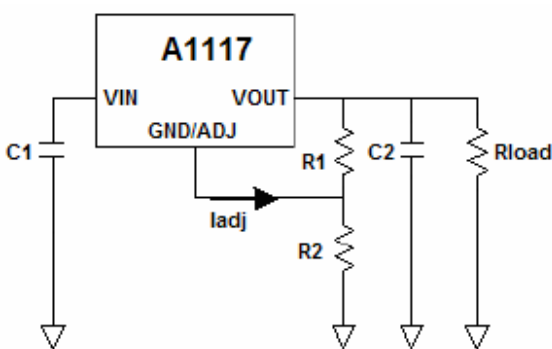 A1117
VIN VOUT
GND/ADJ
C1
R1
C2
Rload
Iadj
R2